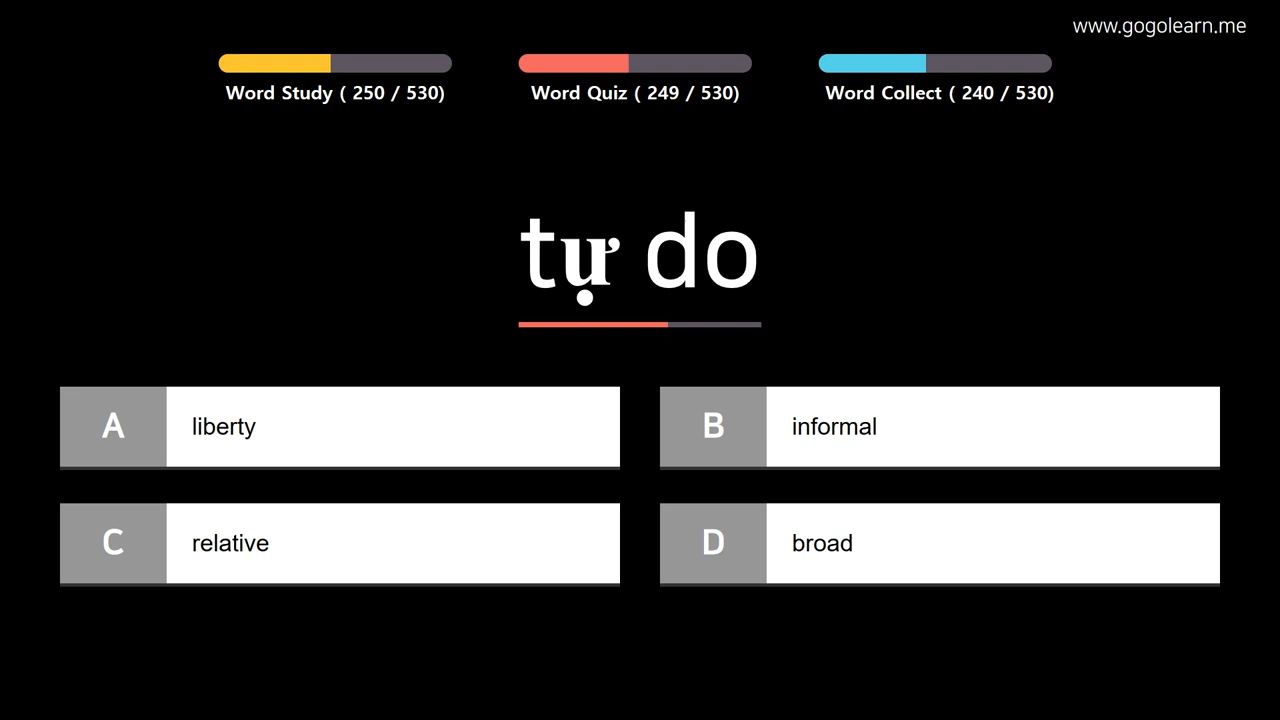 www.gogolearn.me
Word Study ( 250 / 530)
Word Quiz ( 249 / 530)
Word Collect ( 240 / 530)
tự do
A liberty
B informal
C relative
D broad